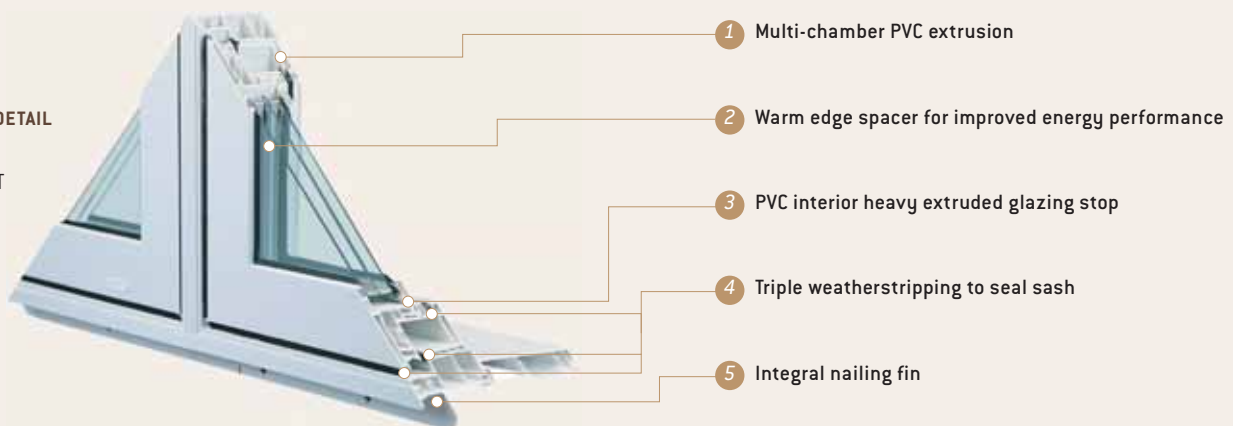 DETAIL
T
1 Multi-chamber PVC extrusion
2 Warm edge spacer for improved energy performance
3 PVC interior heavy extruded glazing stop
4 Triple weatherstripping to seal sash
5 Integral nailing fin